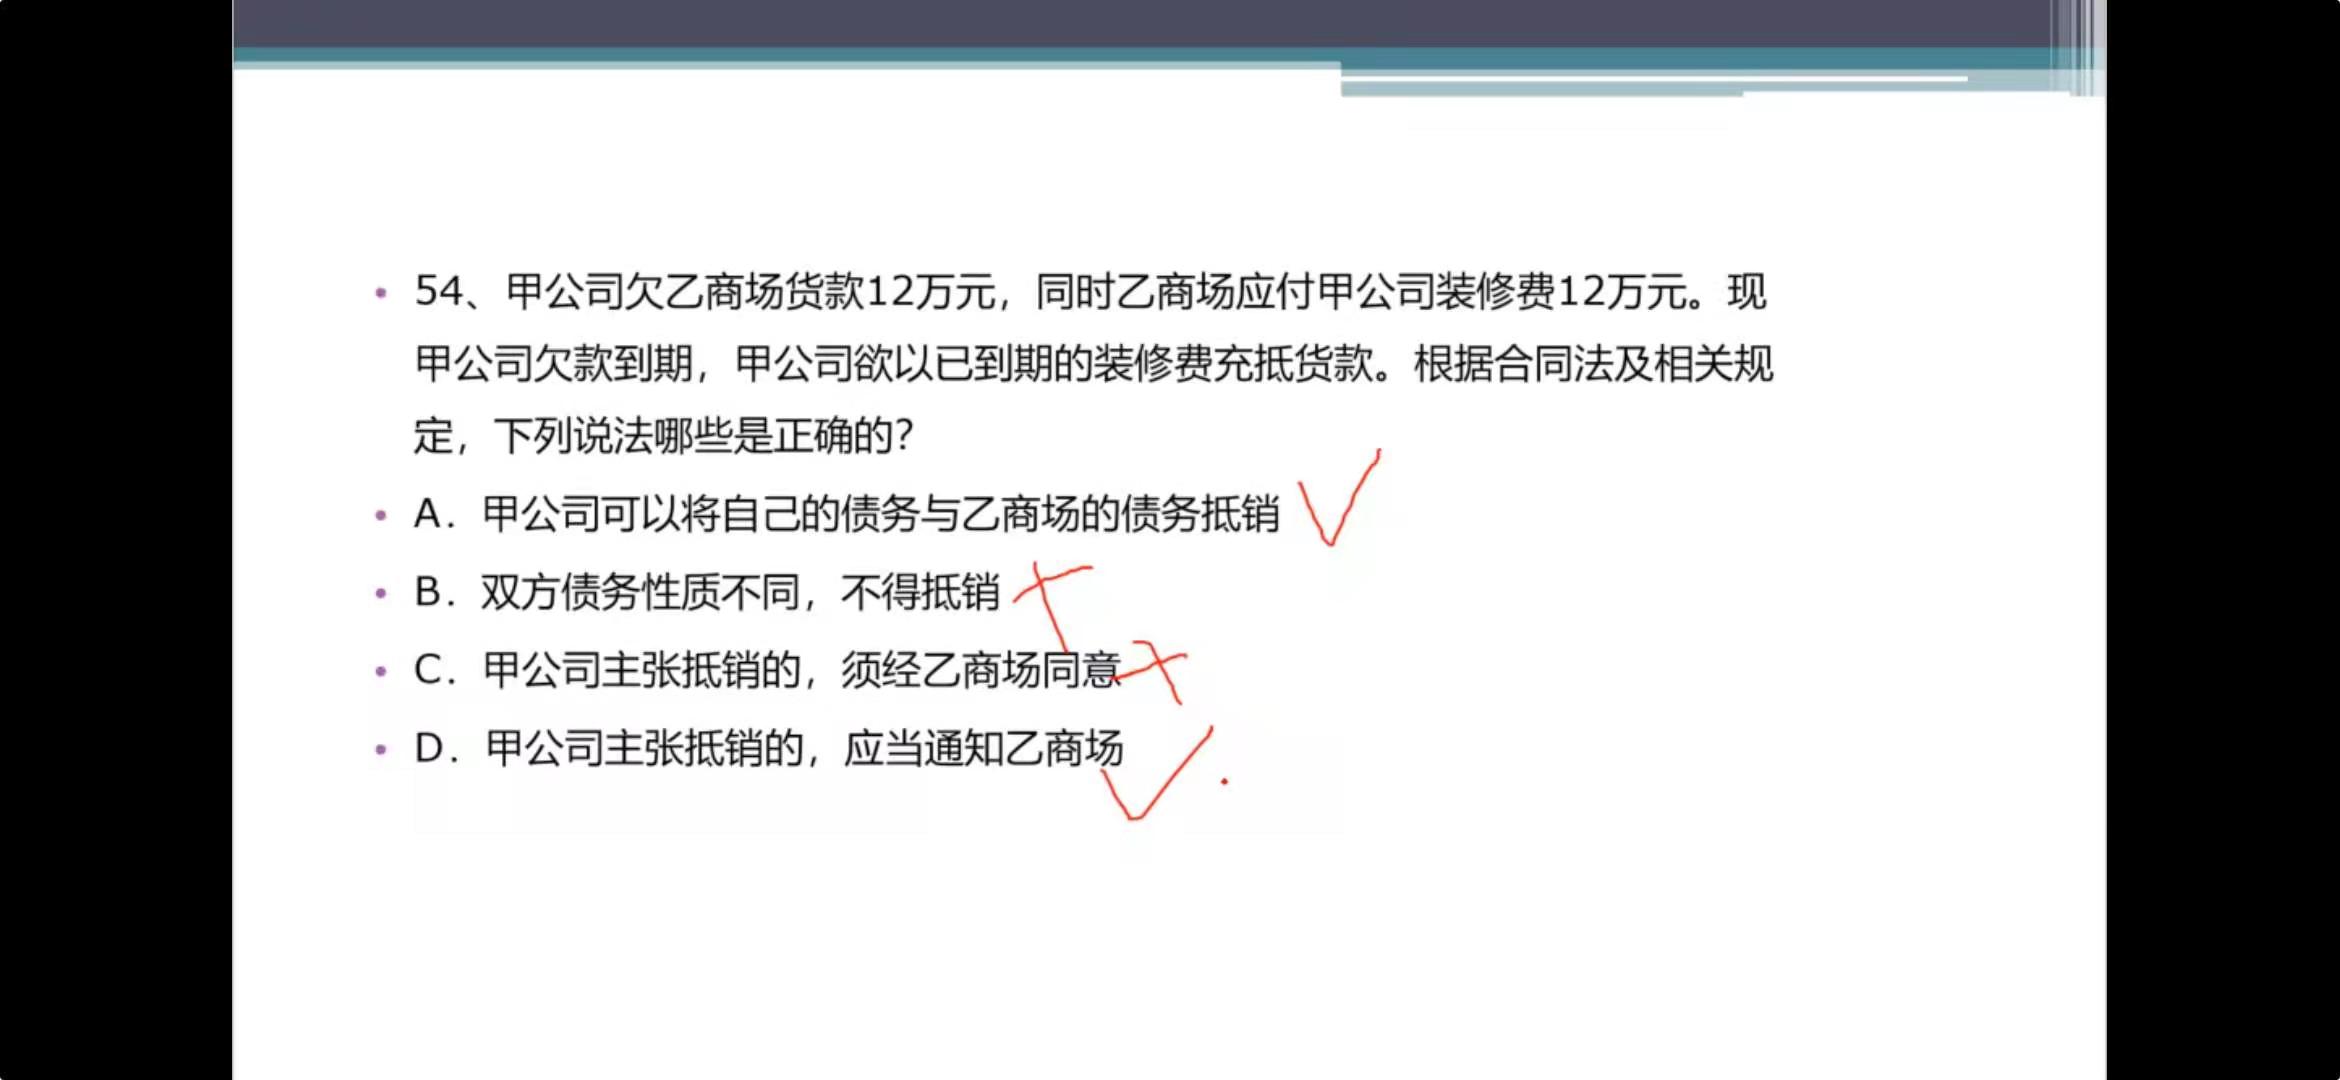 54、甲公司欠乙商场货款12万元，同时乙商场应付甲公司装修费12万元。现
甲公司欠款到期，甲公司欲以已到期的装修费充抵货款。根据合同法及相关规
定，下列说法哪些是正确的？
A．甲公司可以将自己的债务与乙商场的债务抵销
B．双方债务性质不同，不得抵销
C．甲公司主张抵销的，须经乙商场同意
D．甲公司主张抵销的，应当通知乙商场